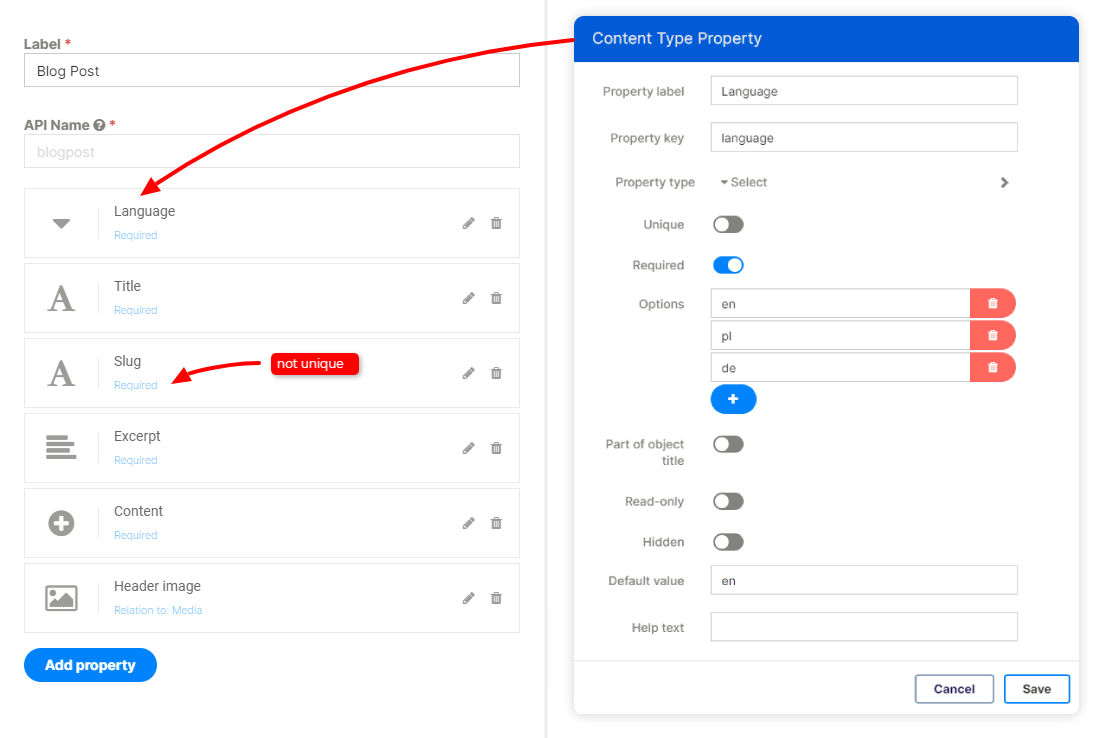 Label *
Blog Post
API Name ? *
blogpost
Language
Required
A
Title
Required
A
Slug
Required
not unique
Excerpt
Required
Content
Required
Header image
Relation to: Media
Add property
Content Type Property
Property label
Language
Property key
language
Property type
Select
Unique
Required
Options
en
pl
de
+
Part of object
title
Read-only
Hidden
Default value
en
Help text
Cancel
Save